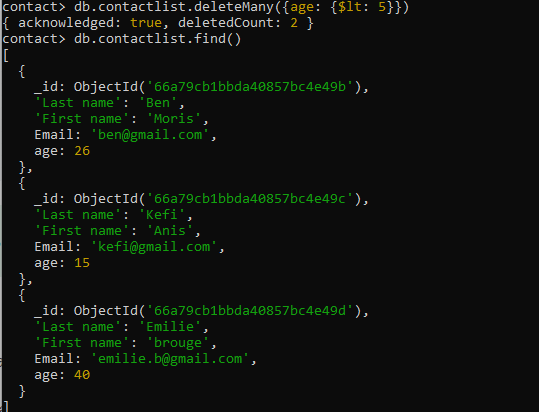 contact> db.contactlist.deleteMany({age: {$lt: 5}})
{ acknowledged: true, deletedCount: 2 }
contact> db.contactlist.find()
[
  {
    _id: ObjectId('66a79cb1bbda40857bc4e49b'),
    'Last name': 'Ben',
    'First name': 'Moris',
    Email: 'ben@gmail.com',
    age: 26
  },
  {
    _id: ObjectId('66a79cb1bbda40857bc4e49c'),
    'Last name': 'Kefi',
    'First name': 'Anis',
    Email: 'kefi@gmail.com',
    age: 15
  },
  {
    _id: ObjectId('66a79cb1bbda40857bc4e49d'),
    'Last name': 'Emilie',
    'First name': 'brouge',
    Email: 'emilie.b@gmail.com',
    age: 40
  }
]